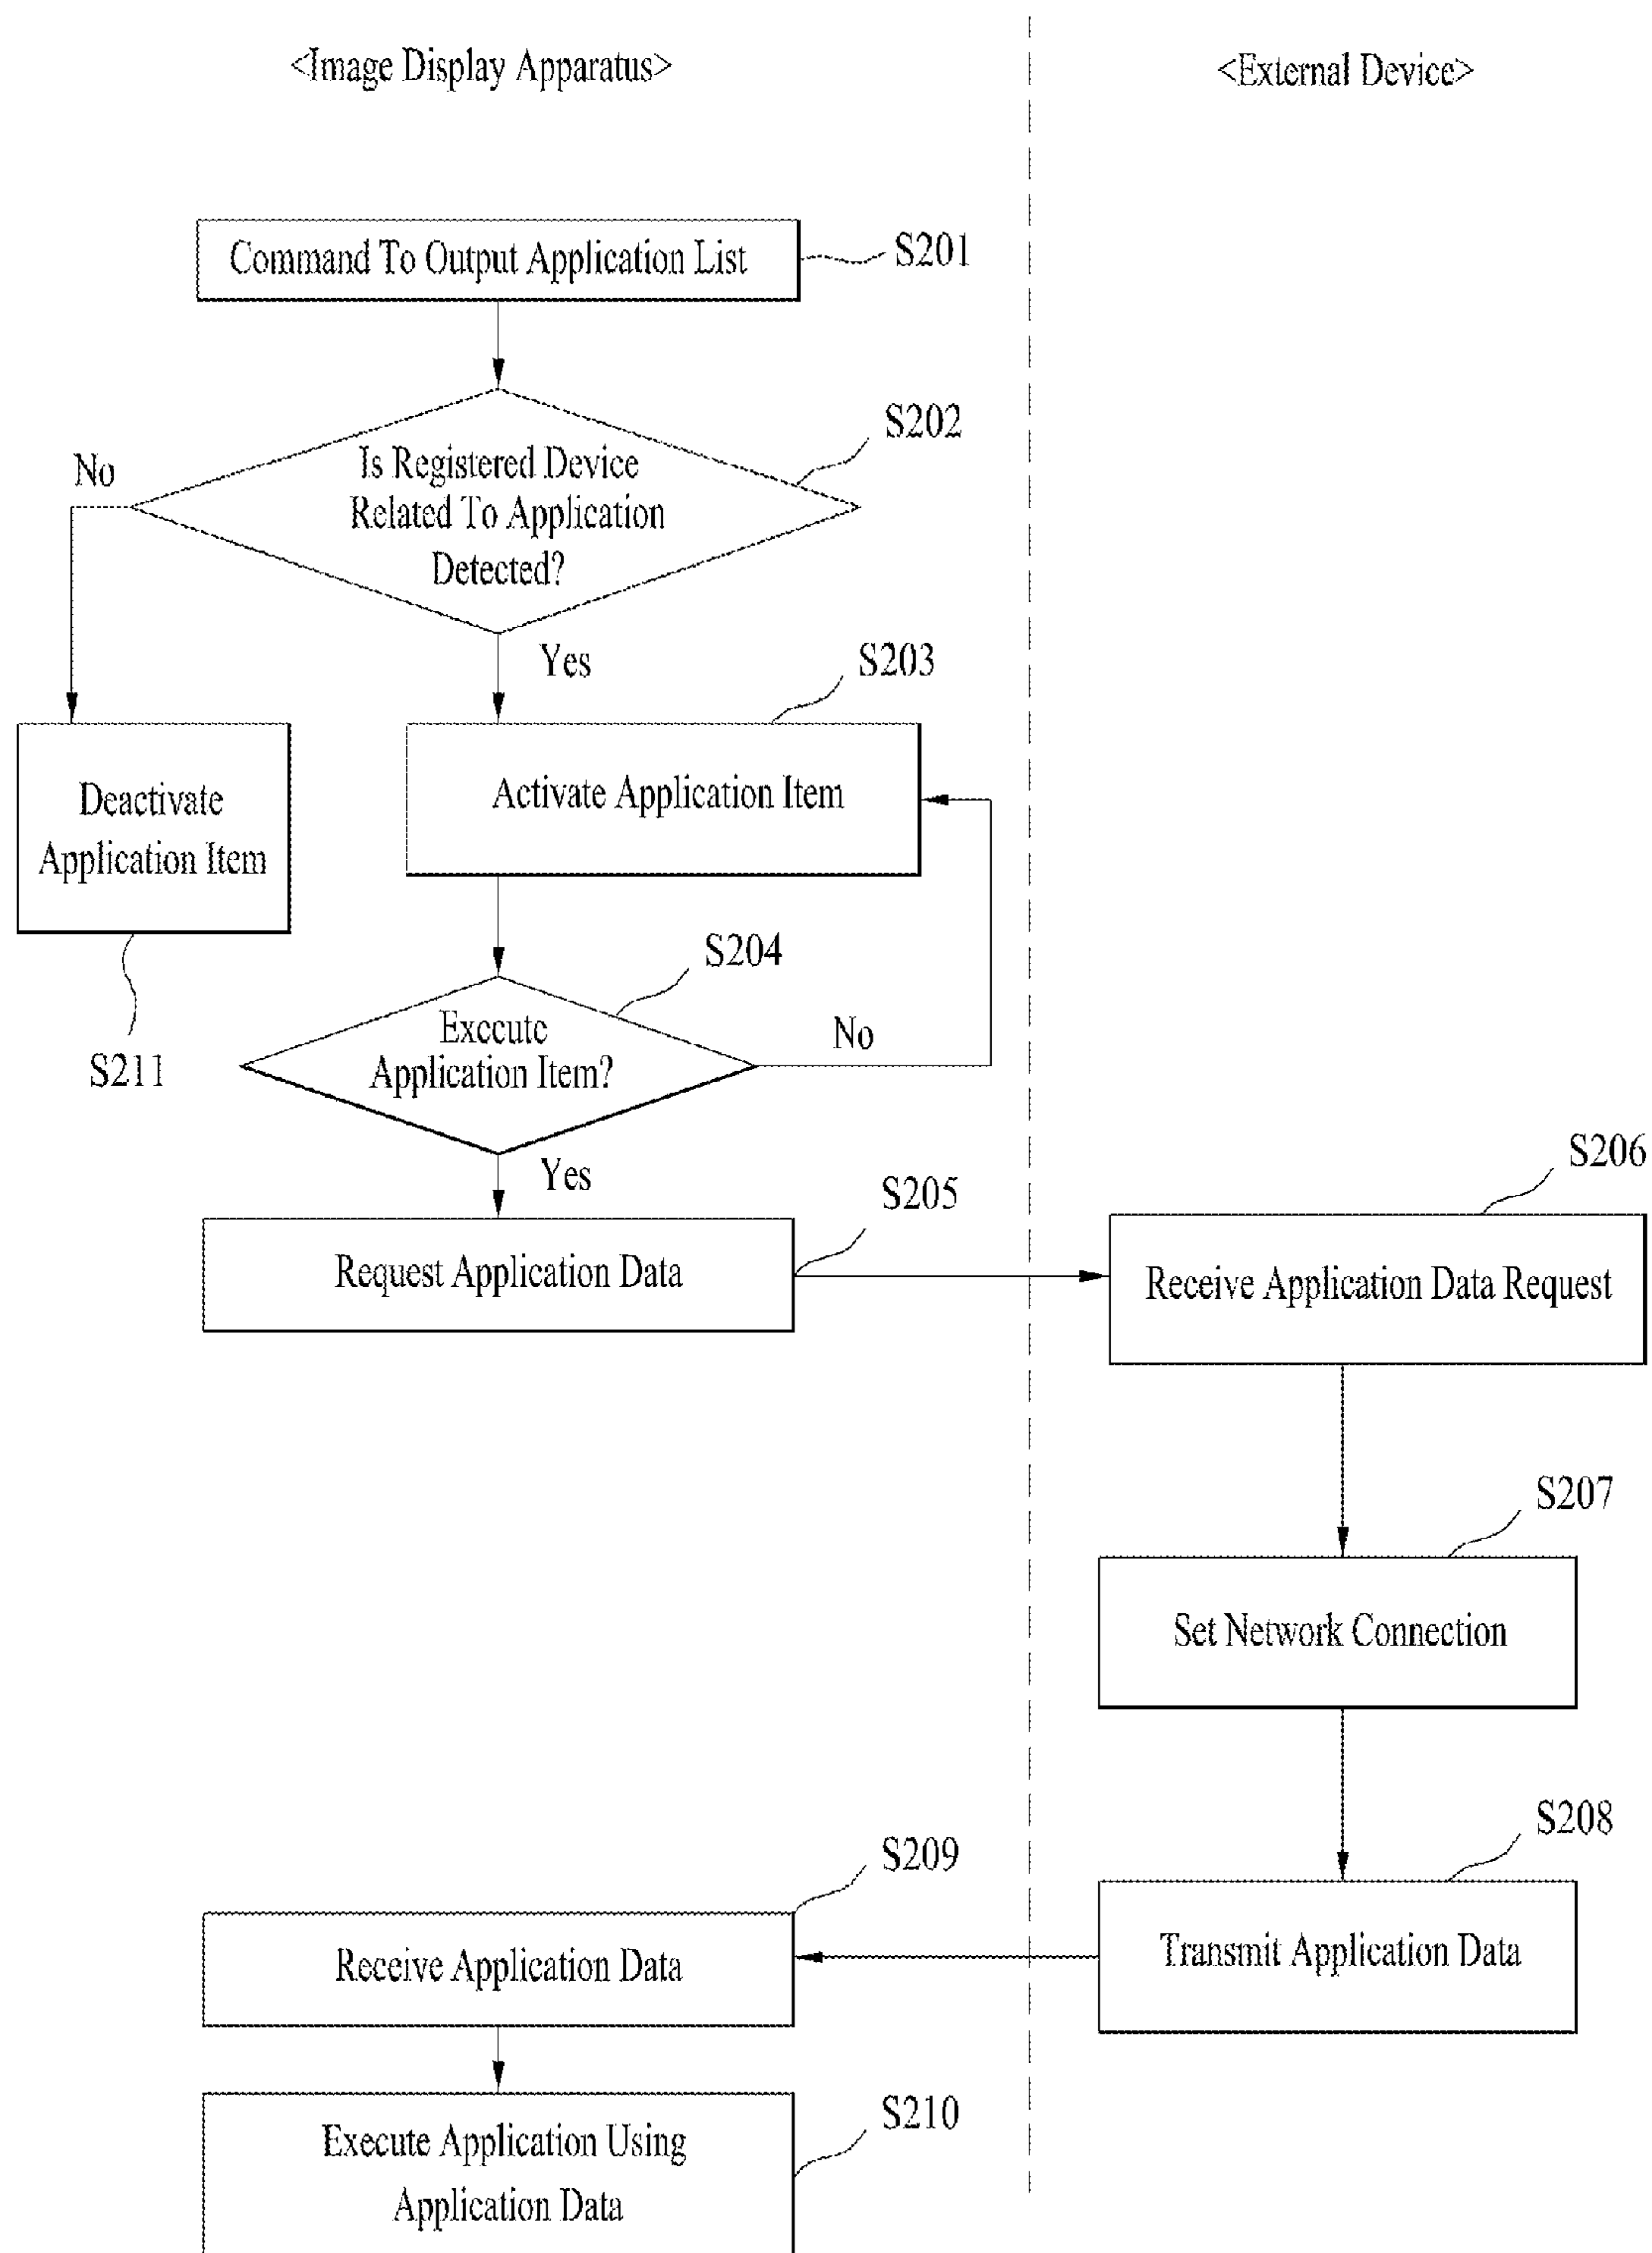 <Image Display Apparatus>
<External Device>
Command To Output Application List
S201
S202
No
Is Registered Device
Related To Application
Detected?
Yes
S203
Deactivate
Application Item
Activate Application Item
S211
S204
Execute
Application Item?
No
Yes
S205
S206
Request Application Data
Receive Application Data Request
S207
Set Network Connection
S208
Transmit Application Data
S209
Receive Application Data
S210
Execute Application Using
Application Data